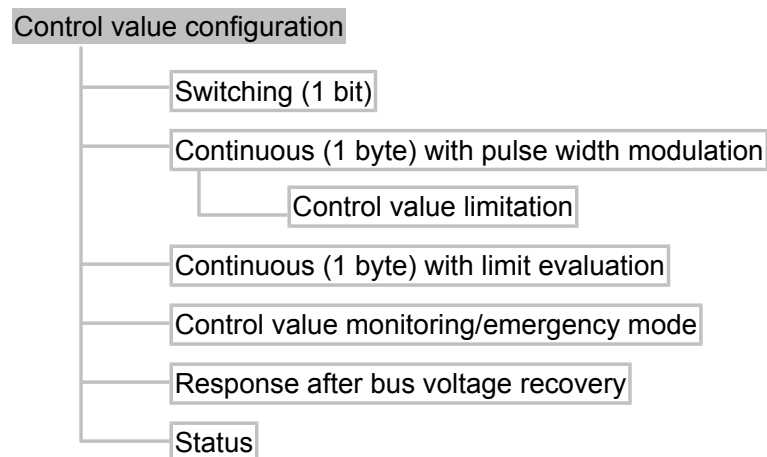 Control value configuration
Switching (1 bit)
Continuous (1 byte) with pulse width modulation
Control value limitation
Continuous (1 byte) with limit evaluation
Control value monitoring/emergency mode
Response after bus voltage recovery
Status